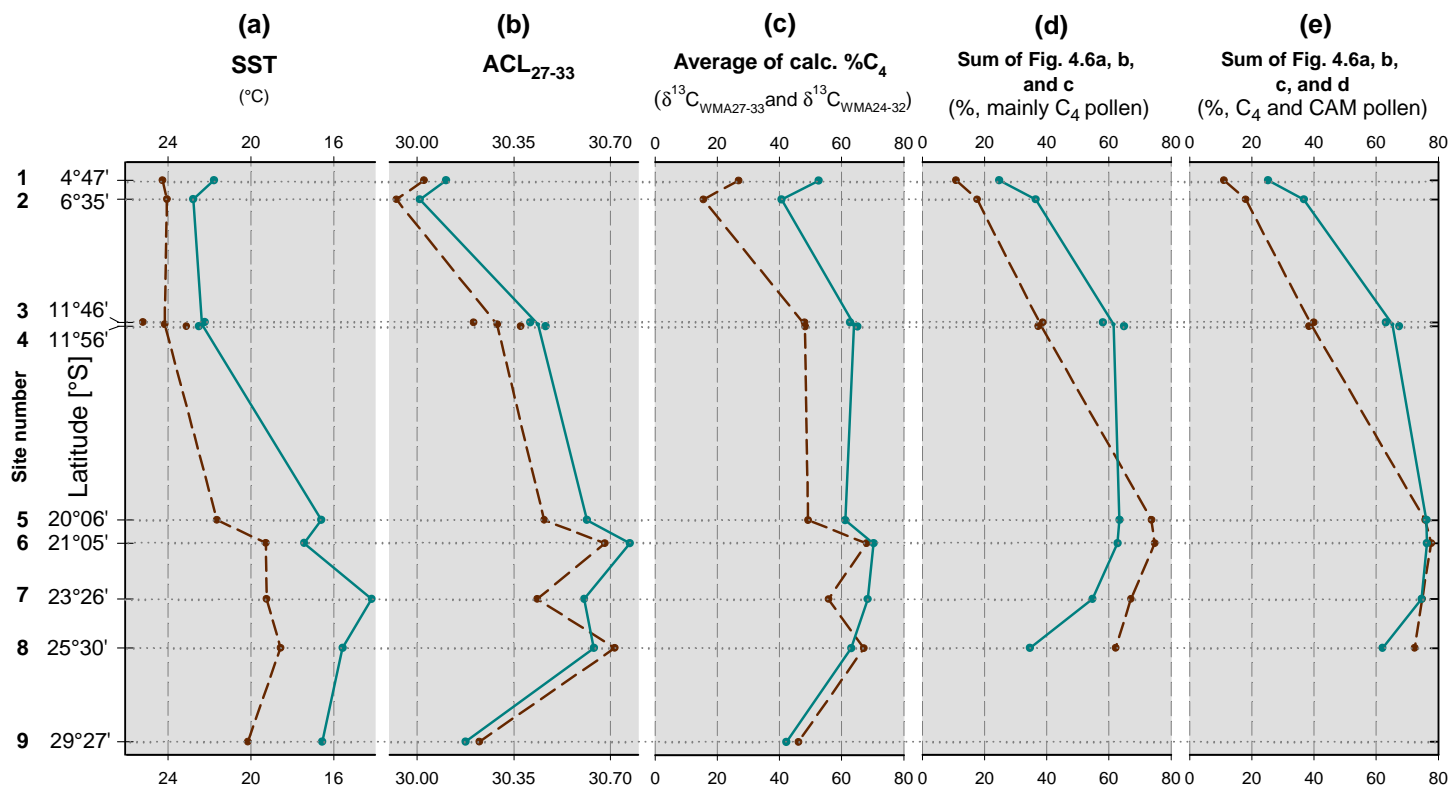 (a)
SST
(°C)
24 20 16
(b)
ACL27-33
30.00 30.35 30.70
(c)
Average of calc. %C4
(δ13CWMA27-33 and δ13CWMA24-32)
0 20 40 60 80
(d)
Sum of Fig. 4.6a, b,
and c
(%, mainly C4 pollen)
0 20 40 60 80
(e)
Sum of Fig. 4.6a, b,
c, and d
(%, C4 and CAM pollen)
0 20 40 60 80
Site number
Latitude [°S]
1 4°47'
2 6°35'
3 11°46'
4 11°56'
5 20°06'
6 21°05'
7 23°26'
8 25°30'
9 29°27'
24 20 16
30.00 30.35 30.70
0 20 40 60 80
0 20 40 60 80
0 20 40 60 80